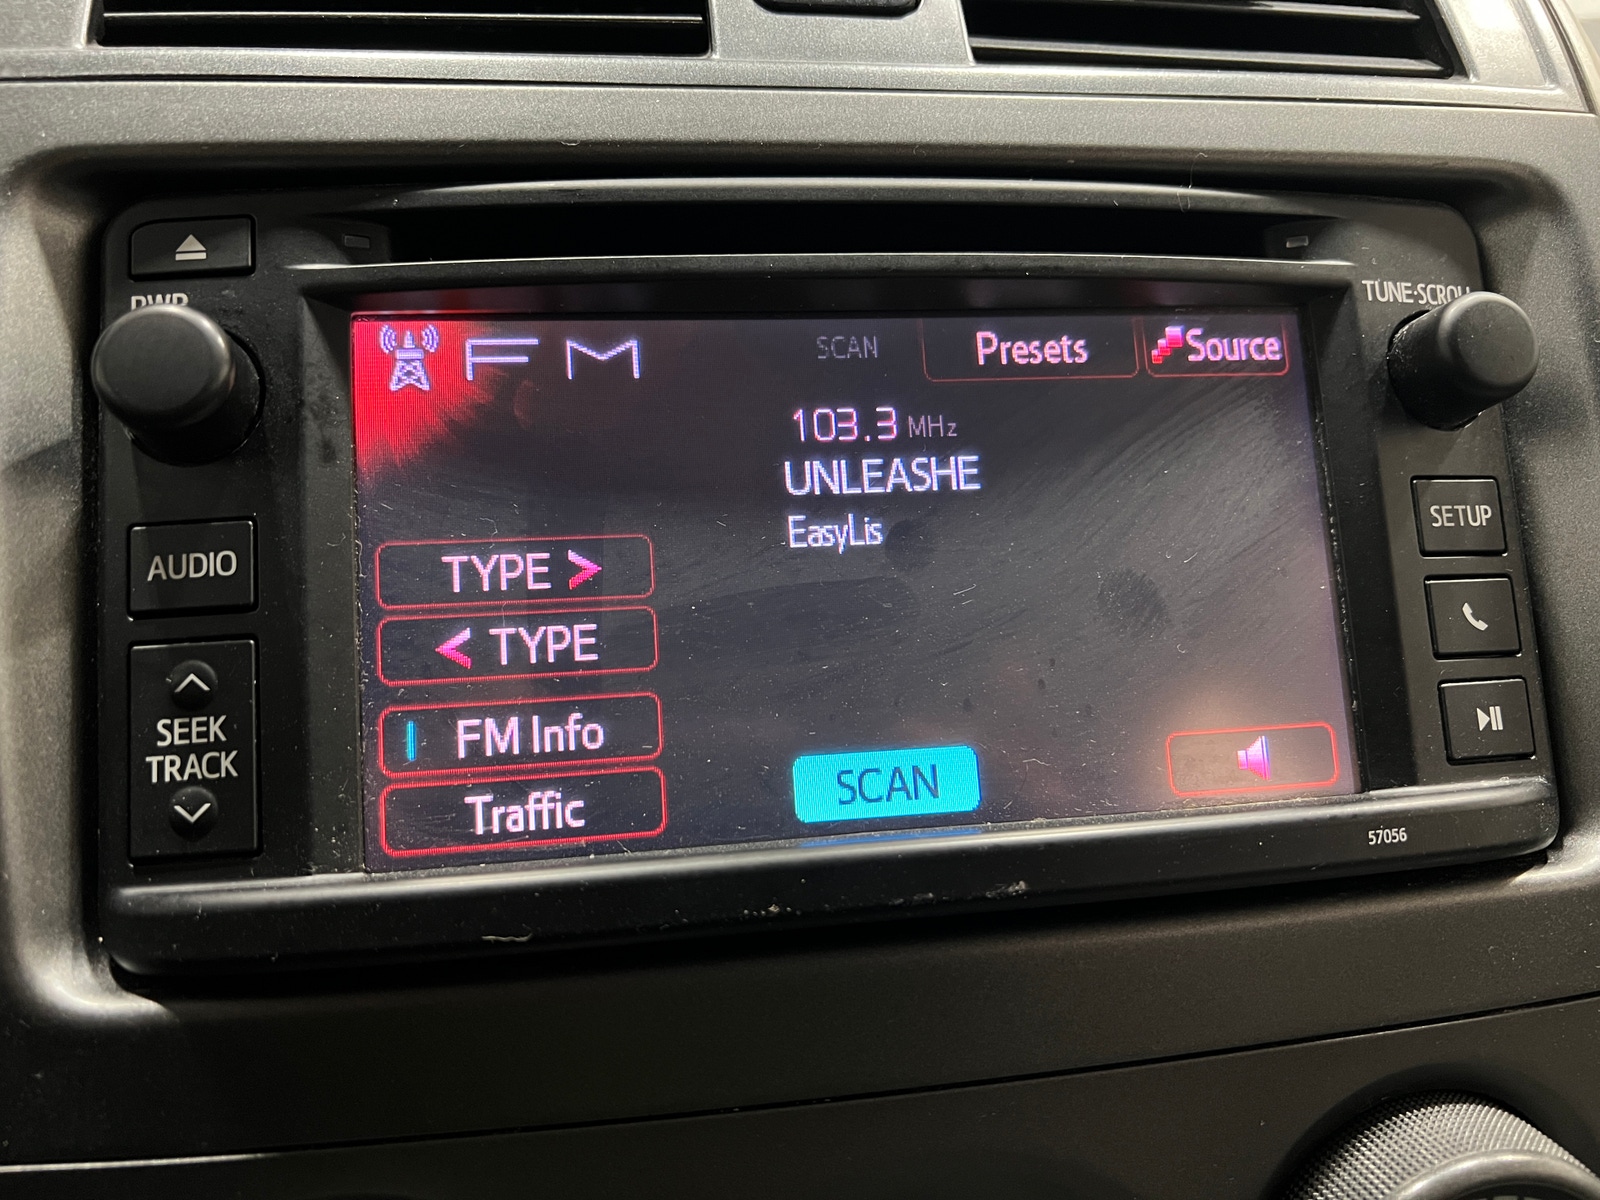 PWR
TUNE·SCROLL
FM
SCAN
Presets
Source
103.3 MHz
UNLEASHE
EasyLis
TYPE >
< TYPE
FM Info
Traffic
SCAN
AUDIO
SEEK
TRACK
SETUP
57056